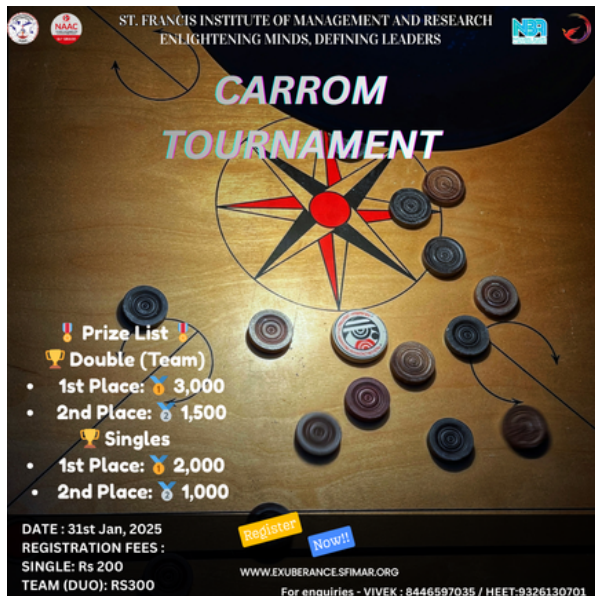 NAAC
NBA
ST. FRANCIS INSTITUTE OF MANAGEMENT AND RESEARCH
ENLIGHTENING MINDS, DEFINING LEADERS
CARROM
TOURNAMENT
🎖️ Prize List 🎖️
🏆 Double (Team)
• 1st Place: 🥇 3,000
• 2nd Place: 🥈 1,500
🏆 Singles
• 1st Place: 🥇 2,000
• 2nd Place: 🥈 1,000
DATE : 31st Jan, 2025
REGISTRATION FEES :
SINGLE: Rs 200
TEAM (DUO): RS300
Register
Now!!
WWW.EXUBERANCE.SFIMAR.ORG
For enquiries - VIVEK : 8446597035 / HEET:9326130701